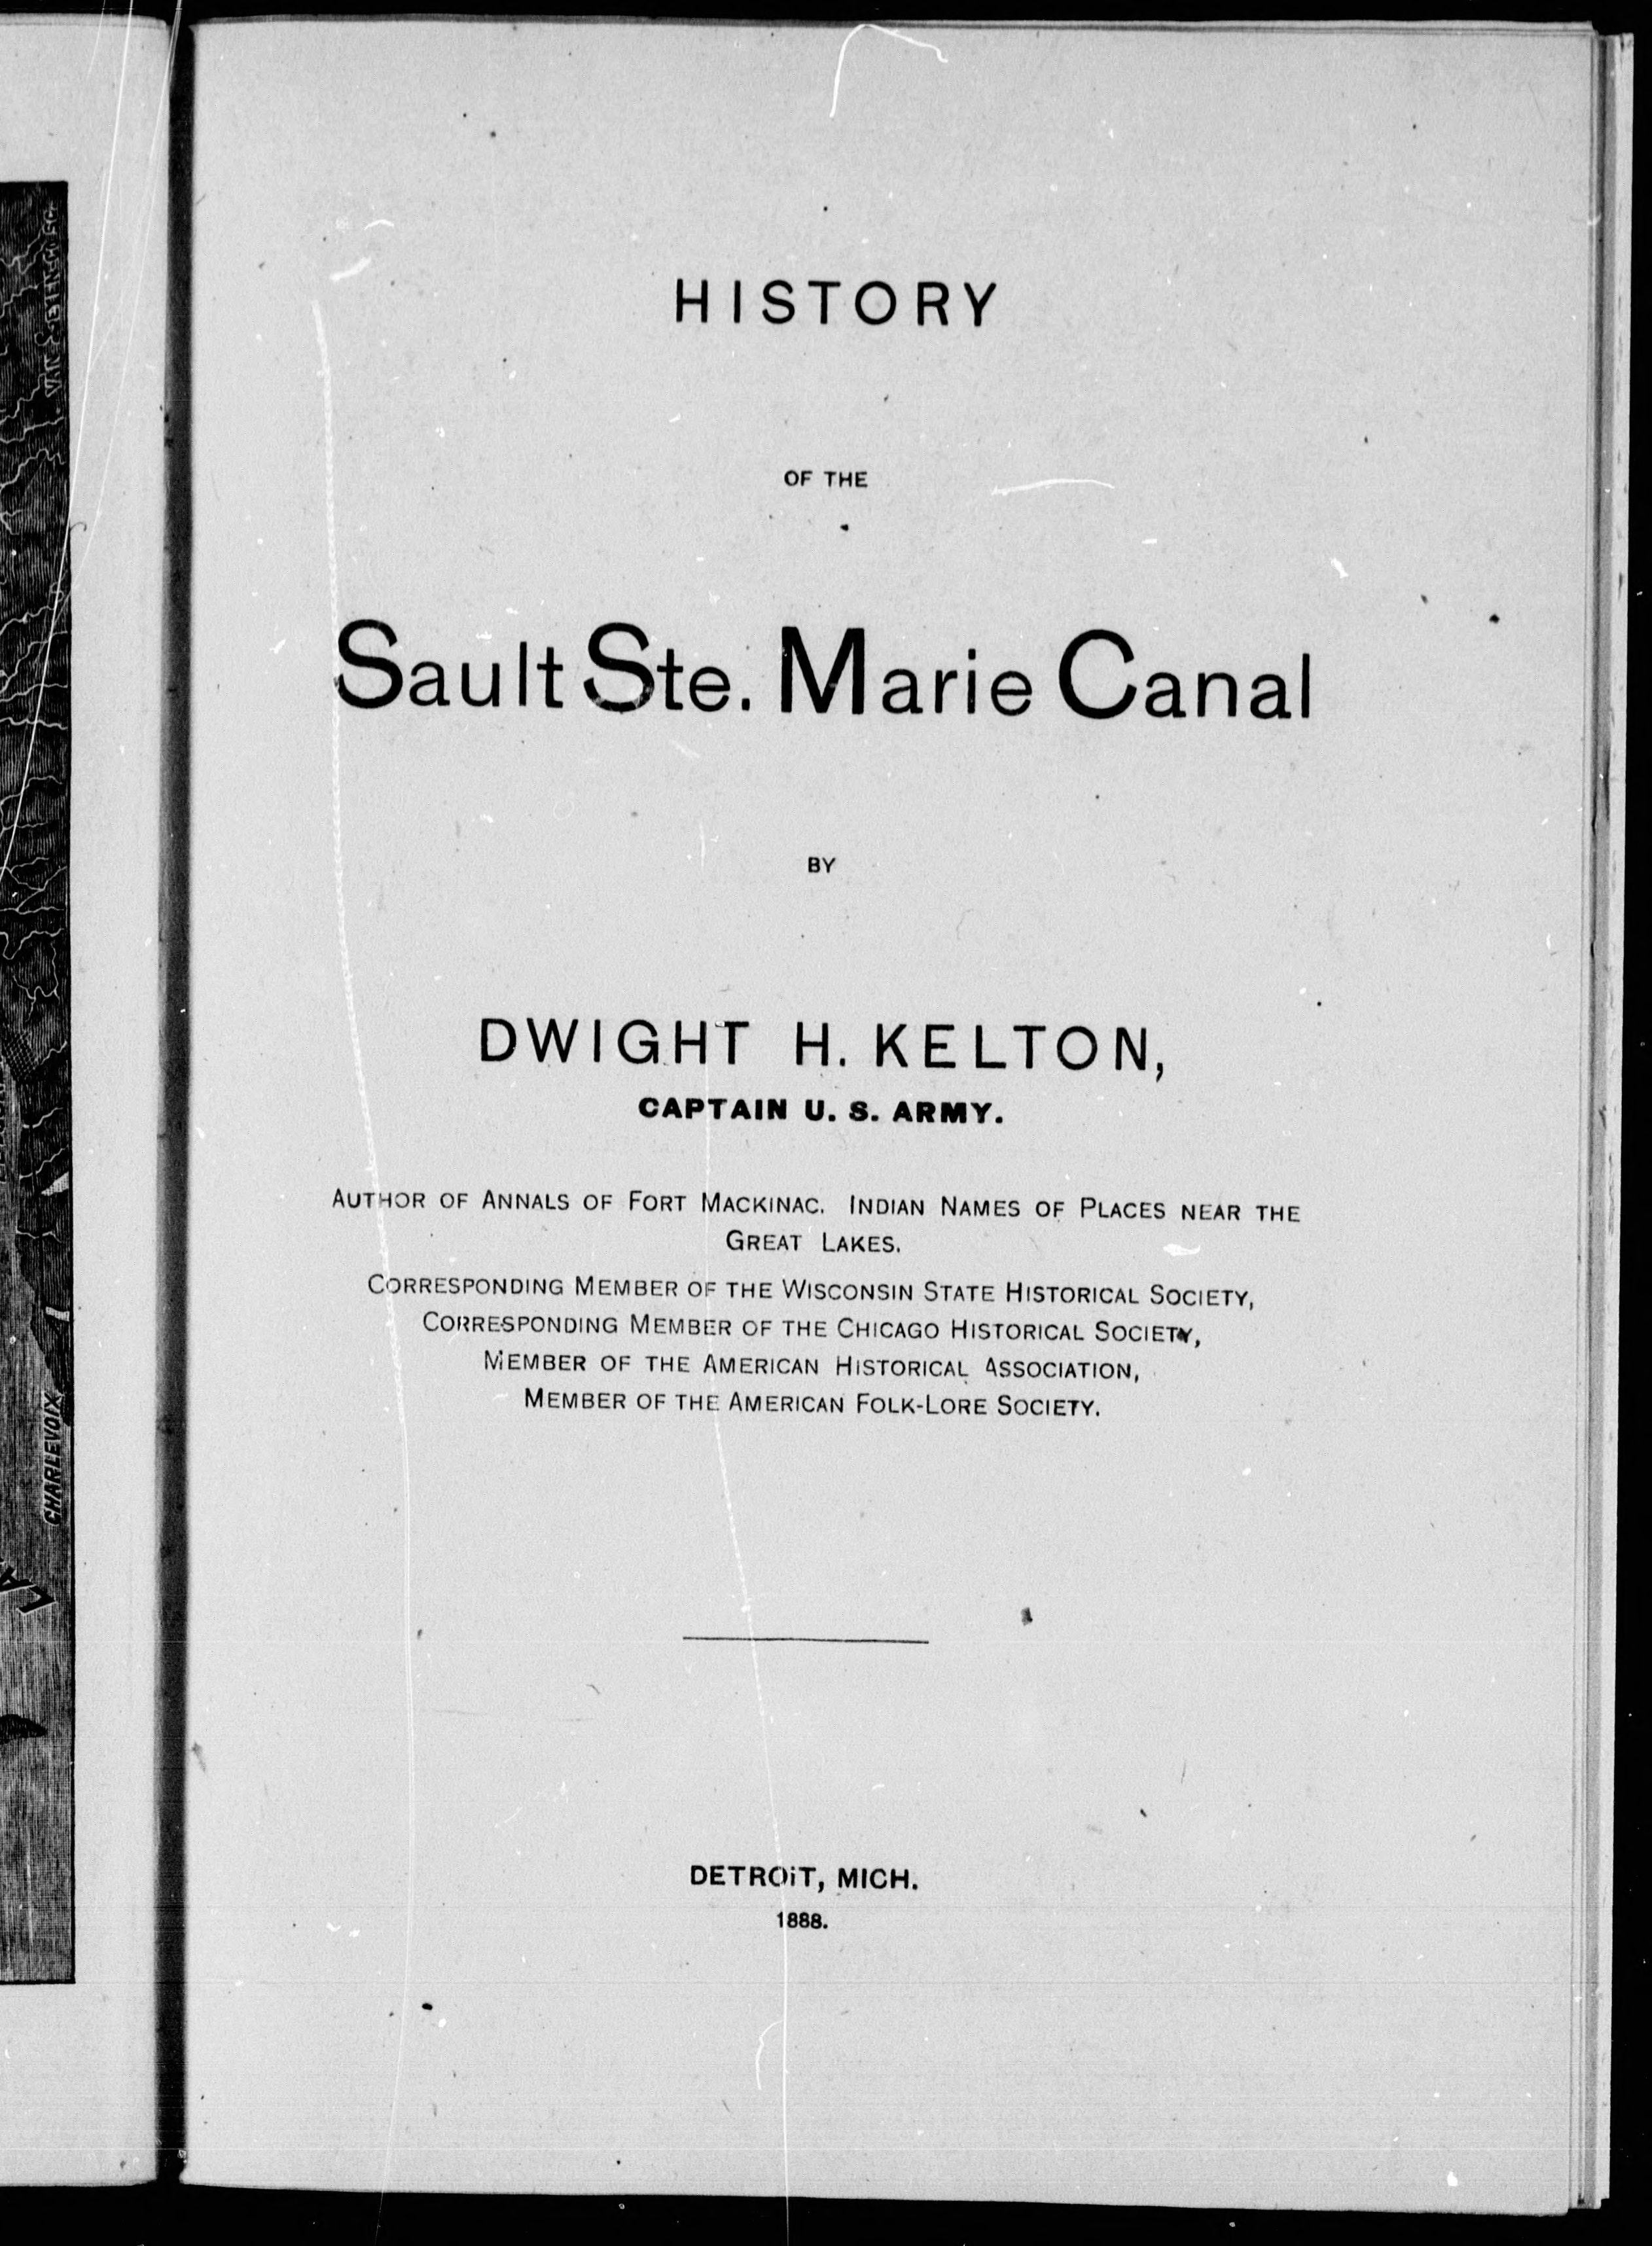 HISTORY
OF THE
Sault Ste. Marie Canal
BY
DWIGHT H. KELTON,
CAPTAIN U. S. ARMY.
AUTHOR OF ANNALS OF FORT MACKINAC. INDIAN NAMES OF PLACES NEAR THE
GREAT LAKES.
CORRESPONDING MEMBER OF THE WISCONSIN STATE HISTORICAL SOCIETY,
CORRESPONDING MEMBER OF THE CHICAGO HISTORICAL SOCIETY,
MEMBER OF THE AMERICAN HISTORICAL ASSOCIATION,
MEMBER OF THE AMERICAN FOLK-LORE SOCIETY.
DETROIT, MICH.
1888.
CHARLEVOIX